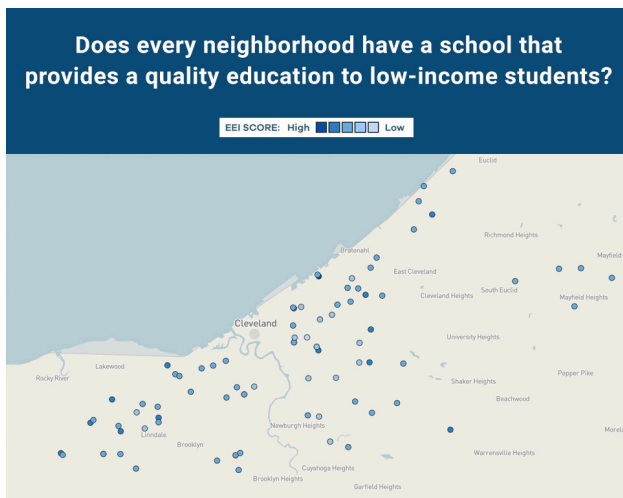 Does every neighborhood have a school that
provides a quality education to low-income students?
EEI SCORE: High Low
Euclid
Richmond Heights
Bratenahl
Mayfield
East Cleveland
South Euclid
Cleveland Heights
Mayfield Heights
Cleveland
University Heights
Lakewood
Rocky River
Pepper Pike
Shaker Heights
Beachwood
Newburgh Heights
Linndale
Morela
Brooklyn
Warrensville Heights
Cuyahoga Heights
Brooklyn Heights
Garfield Heights